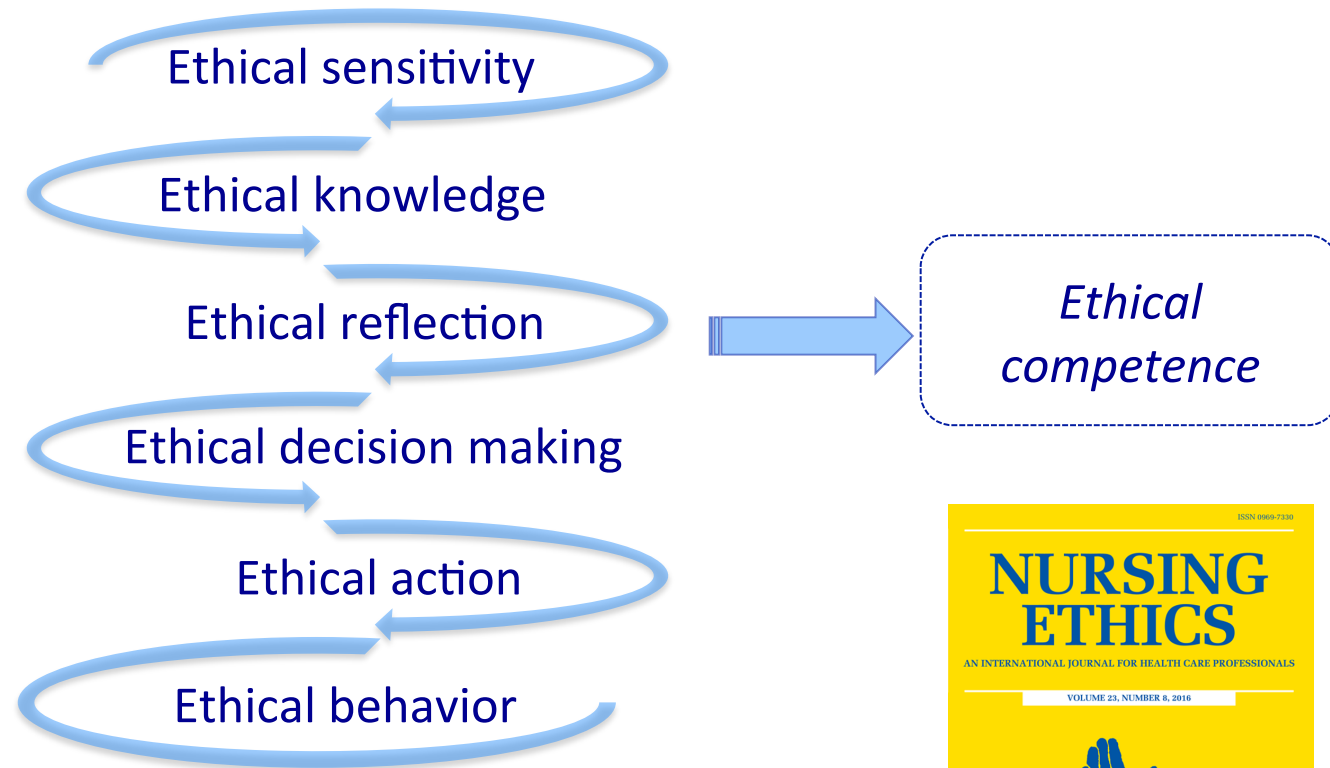 Ethical sensitivity
Ethical knowledge
Ethical reflection
Ethical decision making
Ethical action
Ethical behavior
Ethical
competence
ISSN 0969-7330
NURSING
ETHICS
AN INTERNATIONAL JOURNAL FOR HEALTH CARE PROFESSIONALS
VOLUME 23, NUMBER 8, 2016